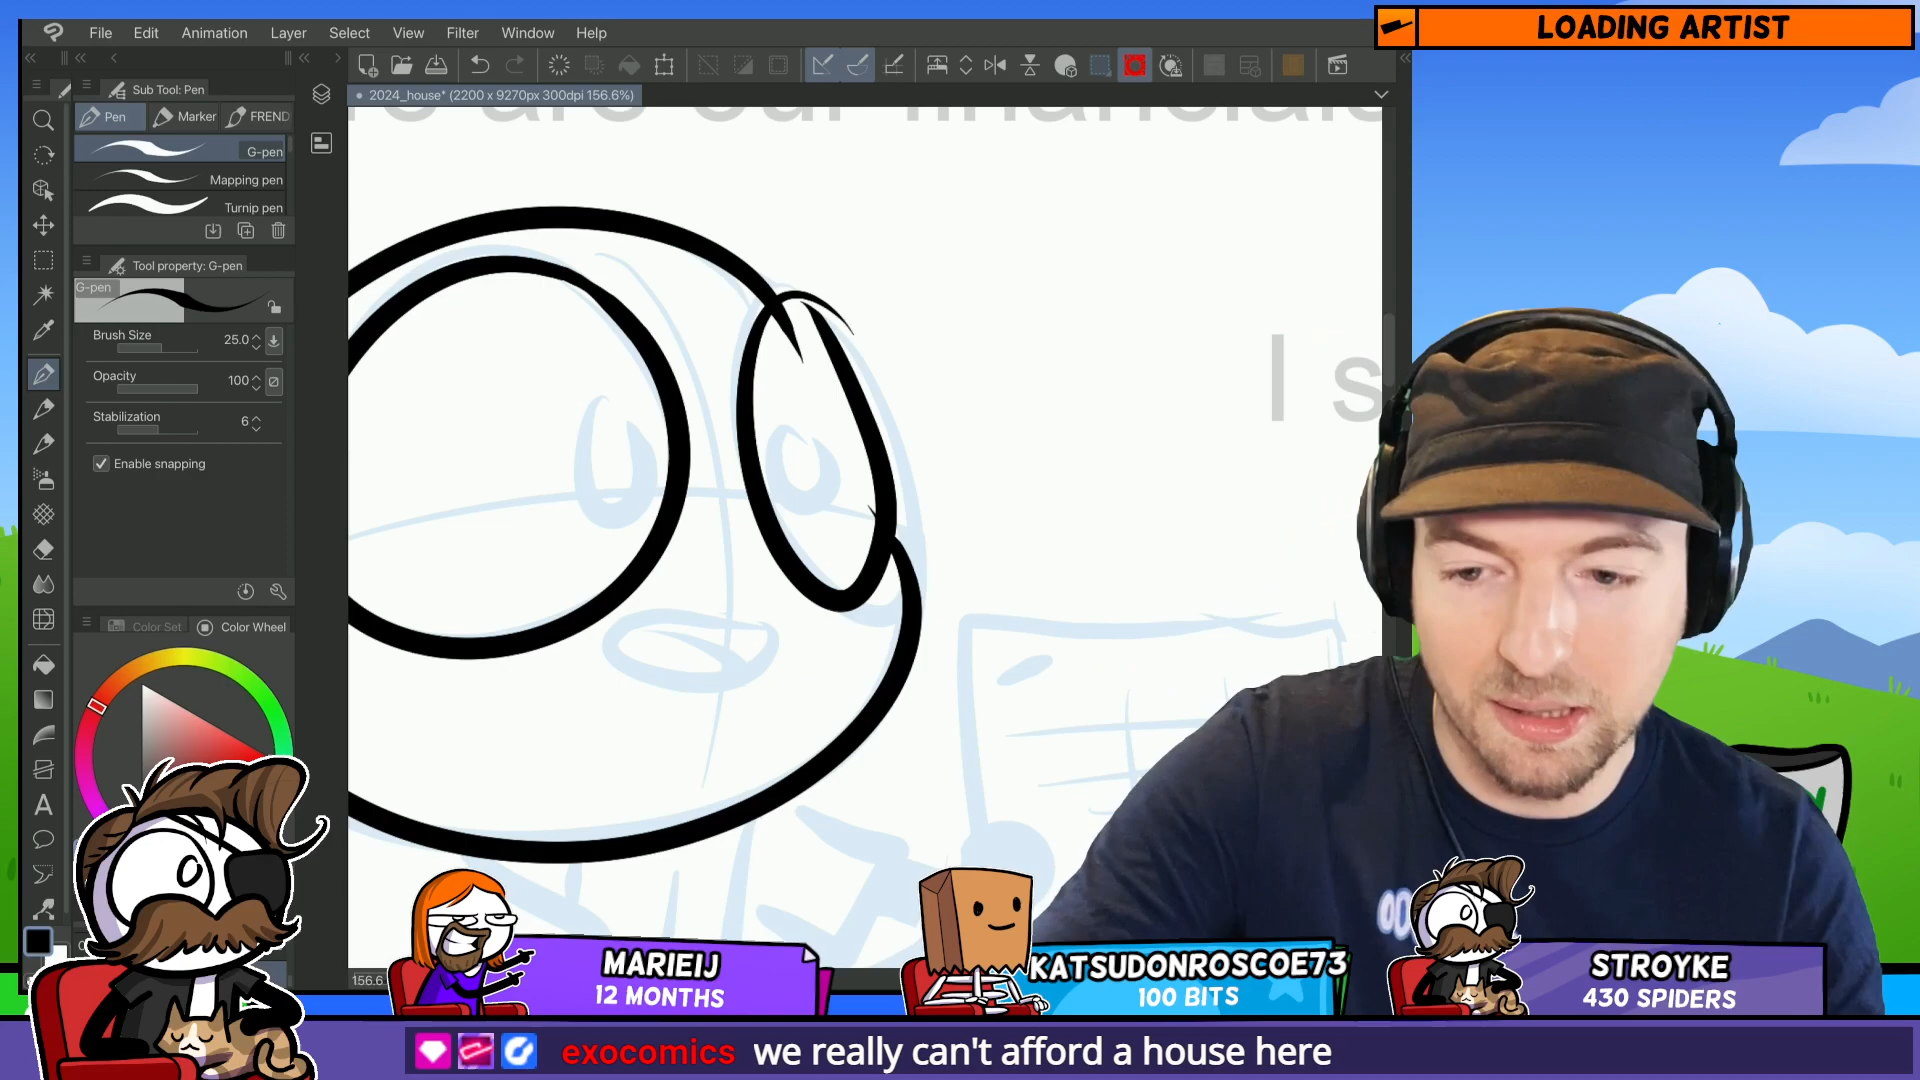 LOADING ARTIST
File Edit Animation Layer Select View Filter Window Help
Sub Tool: Pen
2024_house* (2200 x 9270px 300dpi 156.6%)
Pen Marker FREND
are our financials
G-pen
Mapping pen
Turnip pen
Tool property: G-pen
G-pen
Brush Size 25.0
I s
Opacity 100
Stabilization 6
Enable snapping
Color Set Color Wheel
156.6
MARIEIJ
12 MONTHS
KATSUDONROSCOE73
100 BITS
STROYKE
430 SPIDERS
exocomics we really can't afford a house here